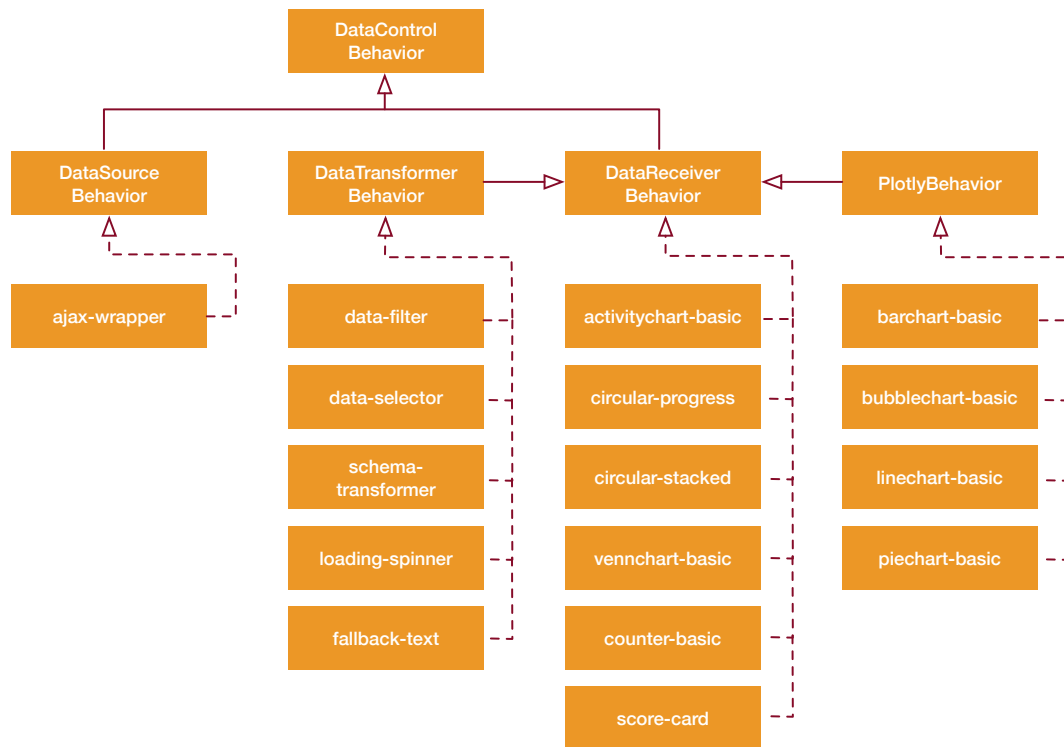 DataControl
Behavior
DataSource
Behavior
DataTransformer
Behavior
DataReceiver
Behavior
PlotlyBehavior
ajax-wrapper
data-filter
activitychart-basic
barchart-basic
data-selector
circular-progress
bubblechart-basic
schema-
transformer
circular-stacked
linechart-basic
loading-spinner
vennchart-basic
piechart-basic
fallback-text
counter-basic
score-card